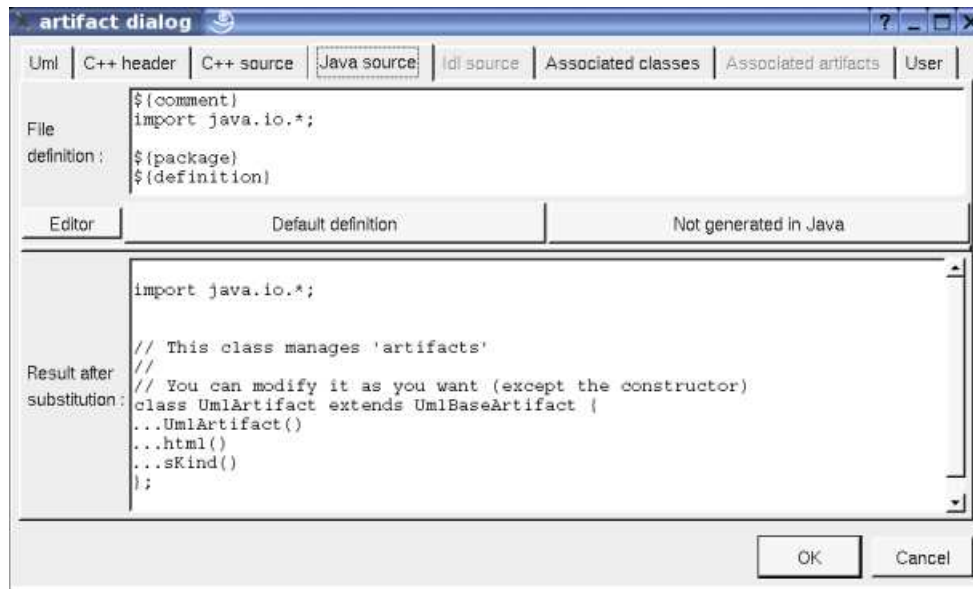 artifact dialog
?
Uml
C++ header
C++ source
Java source
Idl source
Associated classes
Associated artifacts
User
File
definition :
${comment}
import java.io.*;
${package}
${definition}
Editor
Default definition
Not generated in Java
Result after
substitution :
import java.io.*;
// This class manages 'artifacts'
//
// You can modify it as you want (except the constructor)
class UmlArtifact extends UmlBaseArtifact {
...UmlArtifact()
...html()
...sKind()
};
OK
Cancel